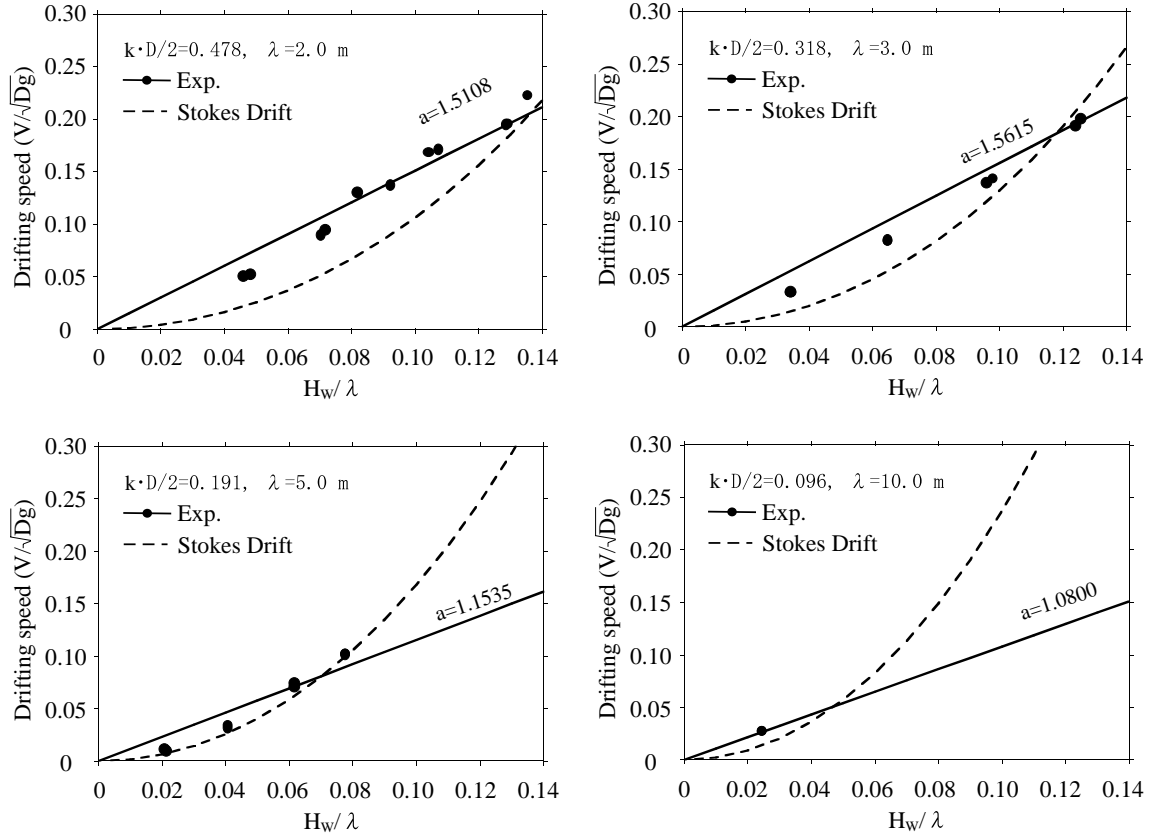 0.30
0.25
0.20
0.15
0.10
0.05
0
Drifting speed (V/√Dg)
k・D/2=0.478, λ=2.0 m
Exp.
Stokes Drift
a=1.5108
0 0.02 0.04 0.06 0.08 0.10 0.12 0.14
HW/ λ
0.30
0.25
0.20
0.15
0.10
0.05
0
Drifting speed (V/√Dg)
k・D/2=0.318, λ=3.0 m
Exp.
Stokes Drift
a=1.5615
0 0.02 0.04 0.06 0.08 0.10 0.12 0.14
HW/ λ
0.30
0.25
0.20
0.15
0.10
0.05
0
Drifting speed (V/√Dg)
k・D/2=0.191, λ=5.0 m
Exp.
Stokes Drift
a=1.1535
0 0.02 0.04 0.06 0.08 0.10 0.12 0.14
HW/ λ
0.30
0.25
0.20
0.15
0.10
0.05
0
Drifting speed (V/√Dg)
k・D/2=0.096, λ=10.0 m
Exp.
Stokes Drift
a=1.0800
0 0.02 0.04 0.06 0.08 0.10 0.12 0.14
HW/ λ